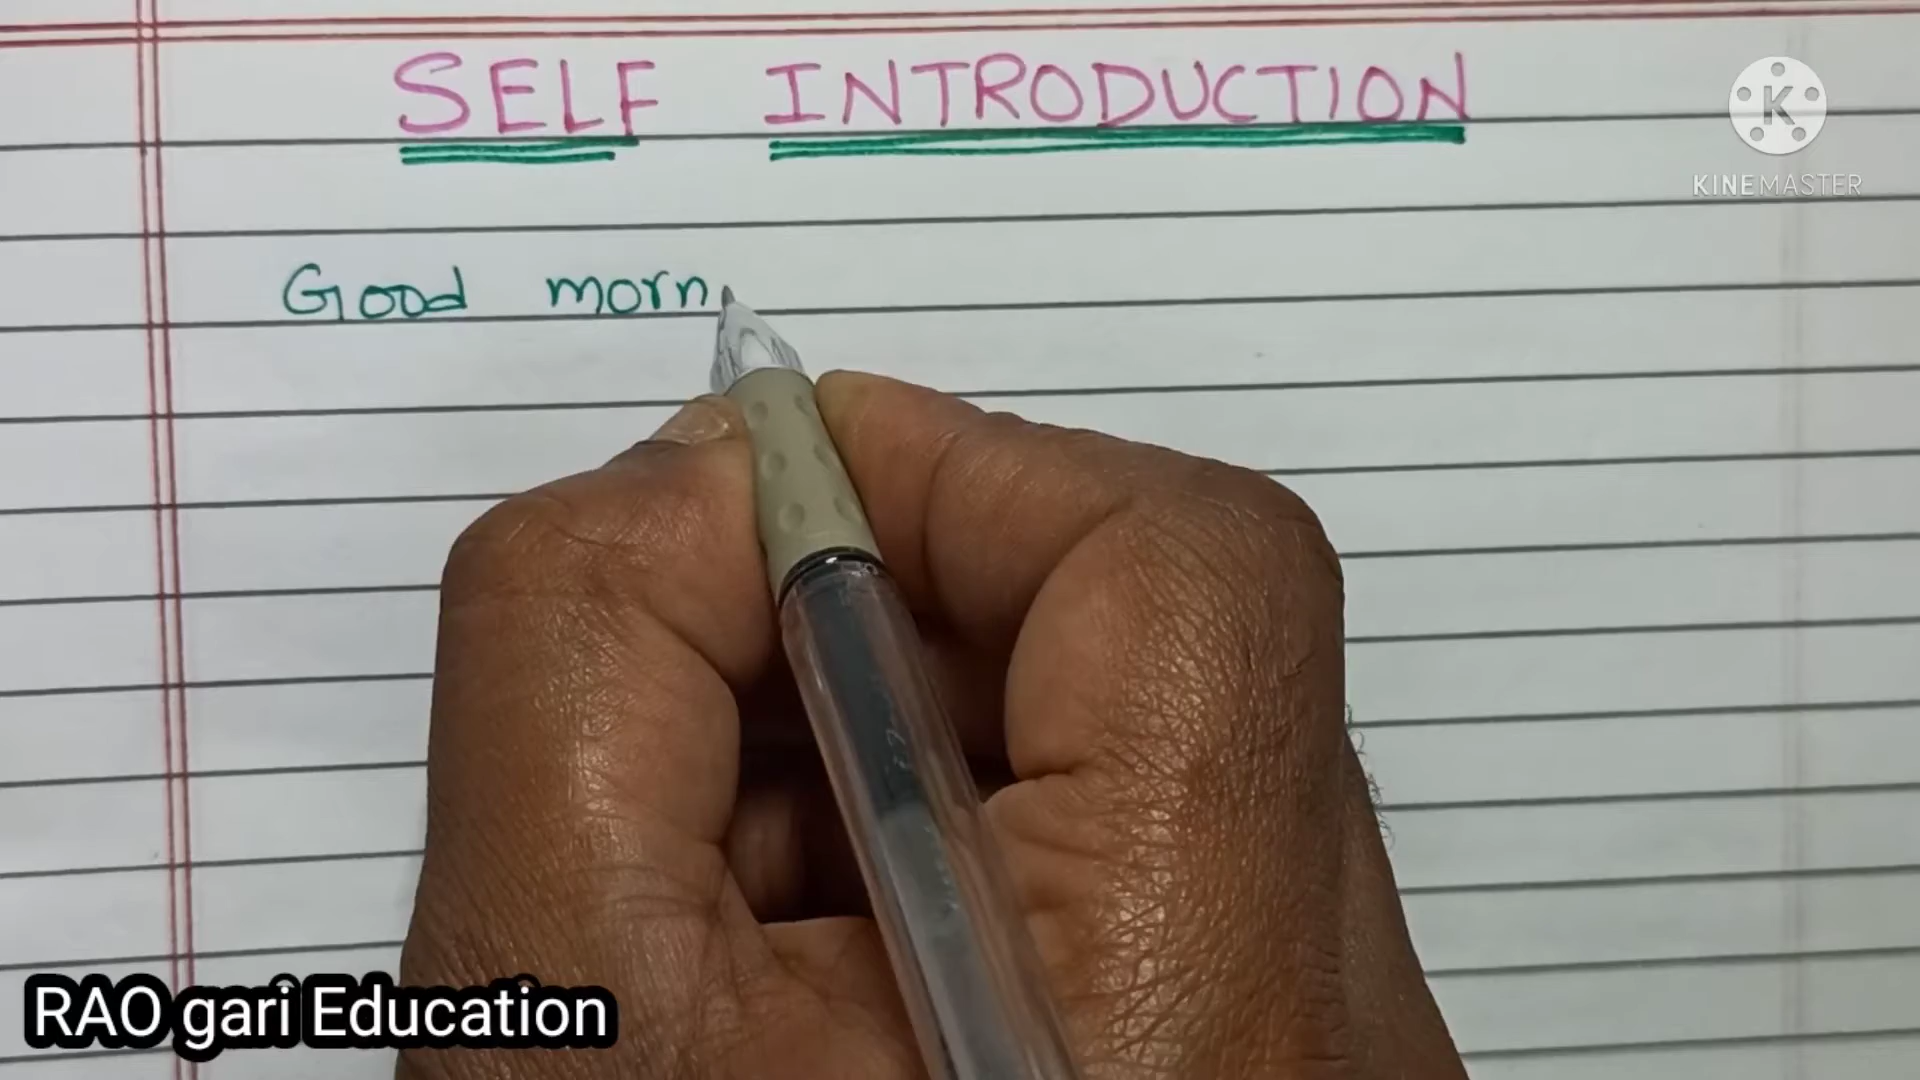 SELF INTRODUCTION
K
KINEMASTER
Good morn
RAO gari Education